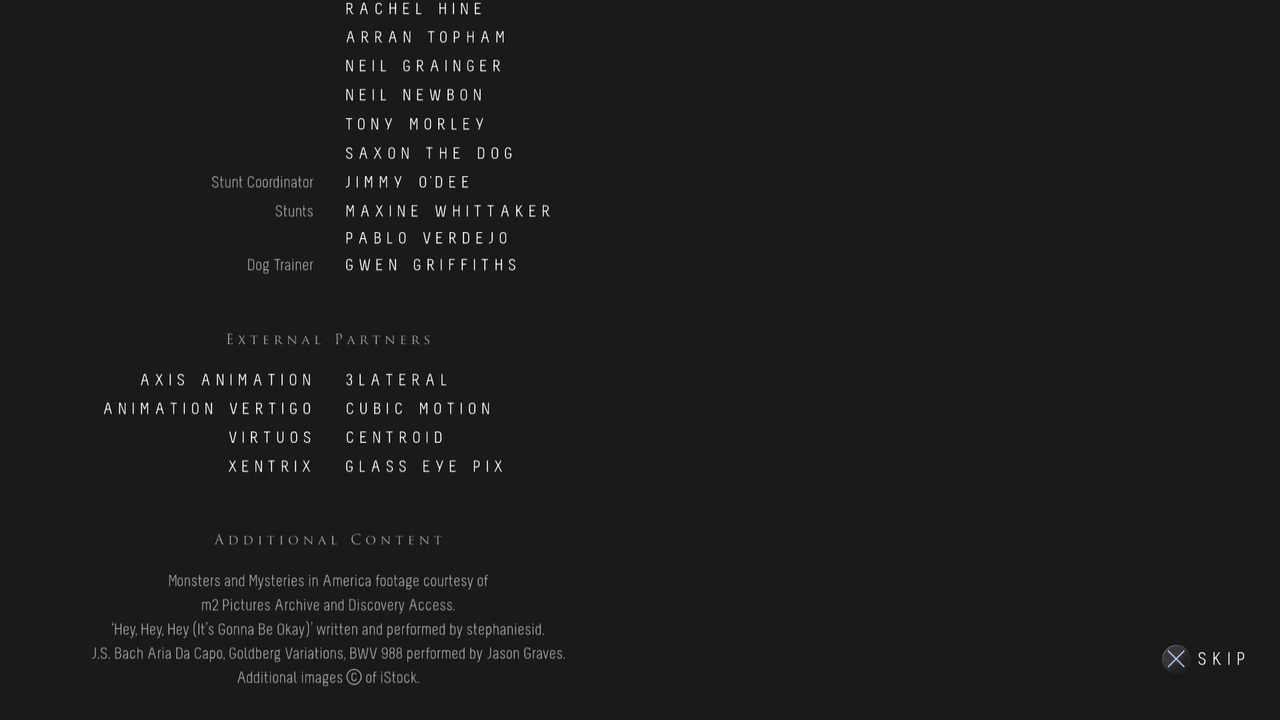 RACHEL HINE
ARRAN TOPHAM
NEIL GRAINGER
NEIL NEWBON
TONY MORLEY
SAXON THE DOG
Stunt Coordinator JIMMY O'DEE
Stunts MAXINE WHITTAKER
PABLO VERDEJO
Dog Trainer GWEN GRIFFITHS
EXTERNAL PARTNERS
AXIS ANIMATION 3LATERAL
ANIMATION VERTIGO CUBIC MOTION
VIRTUOS CENTROID
XENTRIX GLASS EYE PIX
ADDITIONAL CONTENT
Monsters and Mysteries in America footage courtesy of
m2 Pictures Archive and Discovery Access.
'Hey, Hey, Hey (It's Gonna Be Okay)' written and performed by stephaniesid.
J.S. Bach Aria Da Capo, Goldberg Variations, BWV 988 performed by Jason Graves.
Additional images © of iStock.
SKIP